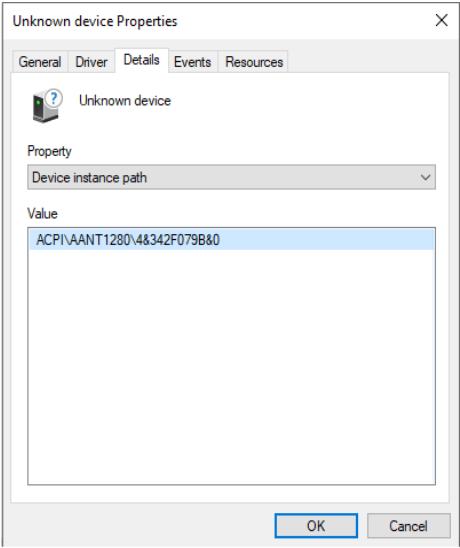 Unknown device Properties
General Driver Details Events Resources
Unknown device
Property
Device instance path
Value
ACPI\AANT1280\4&342F079B&0
OK Cancel